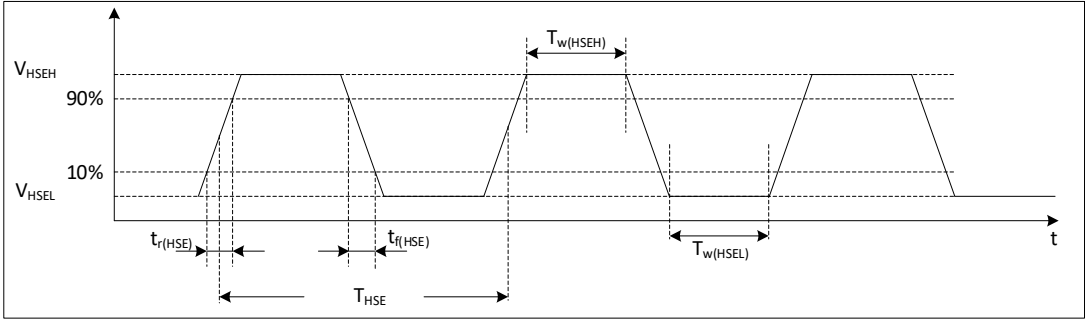 T_w(HSEH)
V_HSEH
90%
10%
V_HSEL
t_r(HSE)
t_f(HSE)
T_w(HSEL)
t
T_HSE